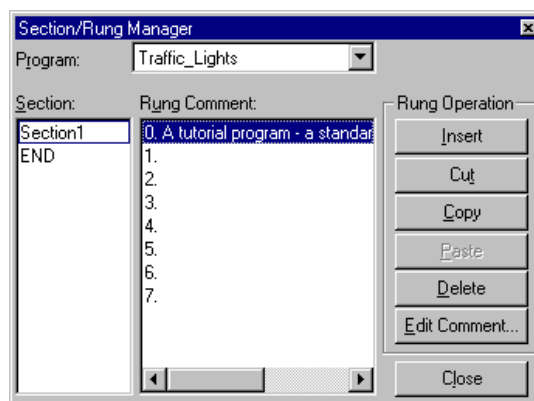 Section/Rung Manager
Program: Traffic_Lights
Section: Rung Comment: Rung Operation
Section1
END
0. A tutorial program - a standar
1.
2.
3.
4.
5.
6.
7.
Insert
Cut
Copy
Paste
Delete
Edit Comment...
Close